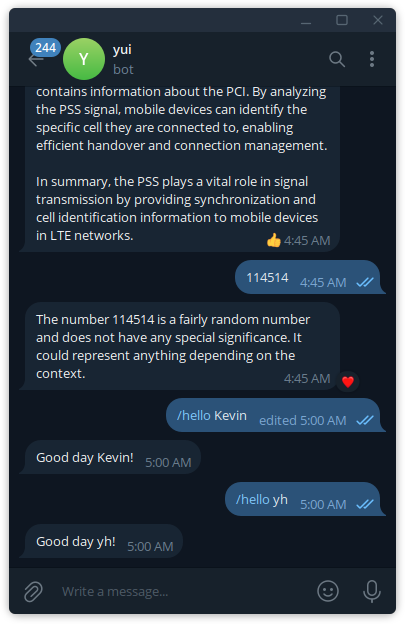 244
Y
yui
bot
contains information about the PCI. By analyzing
the PSS signal, mobile devices can identify the
specific cell they are connected to, enabling
efficient handover and connection management.
In summary, the PSS plays a vital role in signal
transmission by providing synchronization and
cell identification information to mobile devices
in LTE networks.
👍 4:45 AM
114514 4:45 AM
The number 114514 is a fairly random number
and does not have any special significance. It
could represent anything depending on the
context.
4:45 AM
/hello Kevin edited 5:00 AM
Good day Kevin! 5:00 AM
/hello yh 5:00 AM
Good day yh! 5:00 AM
Write a message...